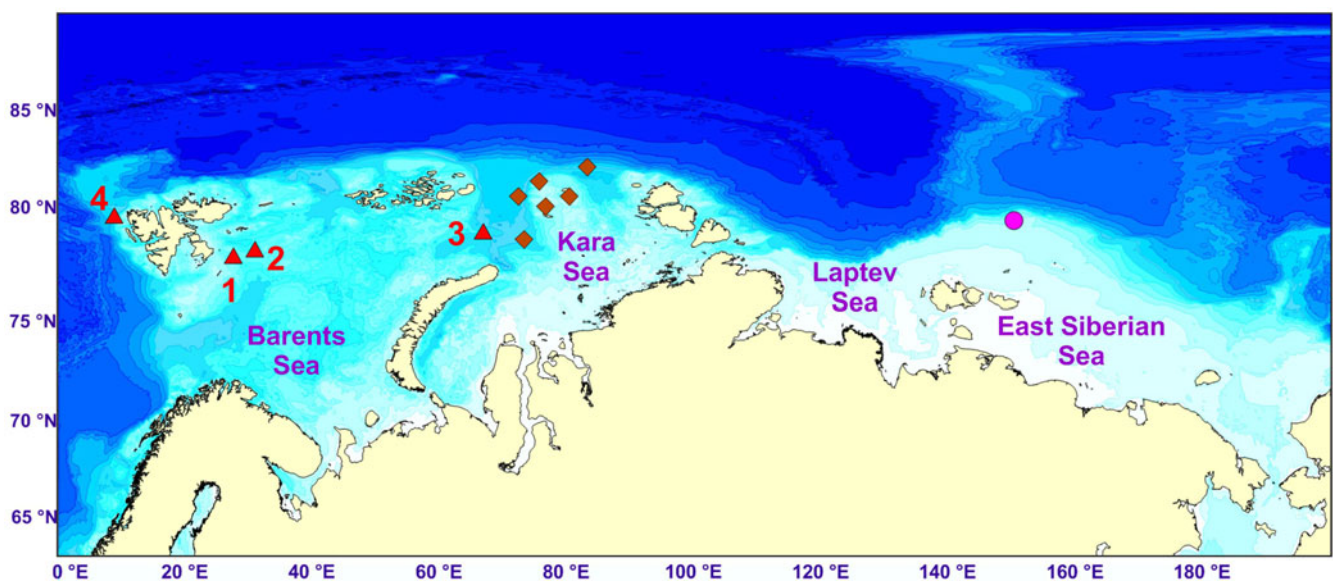 85 °N
80 °N
75 °N
70 °N
65 °N
4
3
1
2
Kara
Sea
Laptev
Sea
Barents
Sea
East Siberian
Sea
0 °E
20 °E
40 °E
60 °E
80 °E
100 °E
120 °E
140 °E
160 °E
180 °E